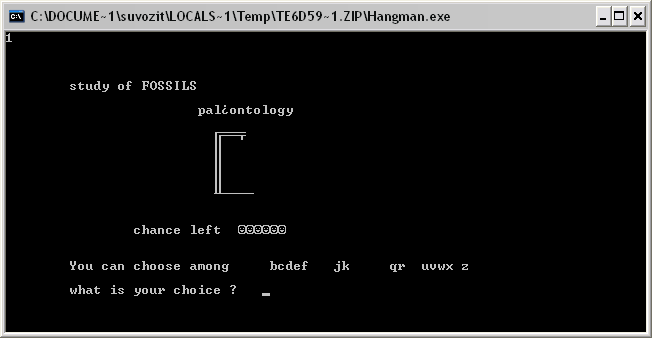 C:\DOCUME~1\suvozit\LOCALS~1\Temp\TE6D59~1.ZIP\Hangman.exe
1
study of FOSSILS
pal¿ontology
chance left
You can choose among bcdef jk qr uvwx z
what is your choice ? _